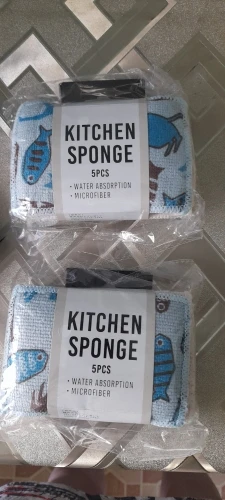 KITCHEN
SPONGE
5PCS
• WATER ABSORPTION
• MICROFIBER
KITCHEN
SPONGE
5PCS
• WATER ABSORPTION
• MICROFIBER